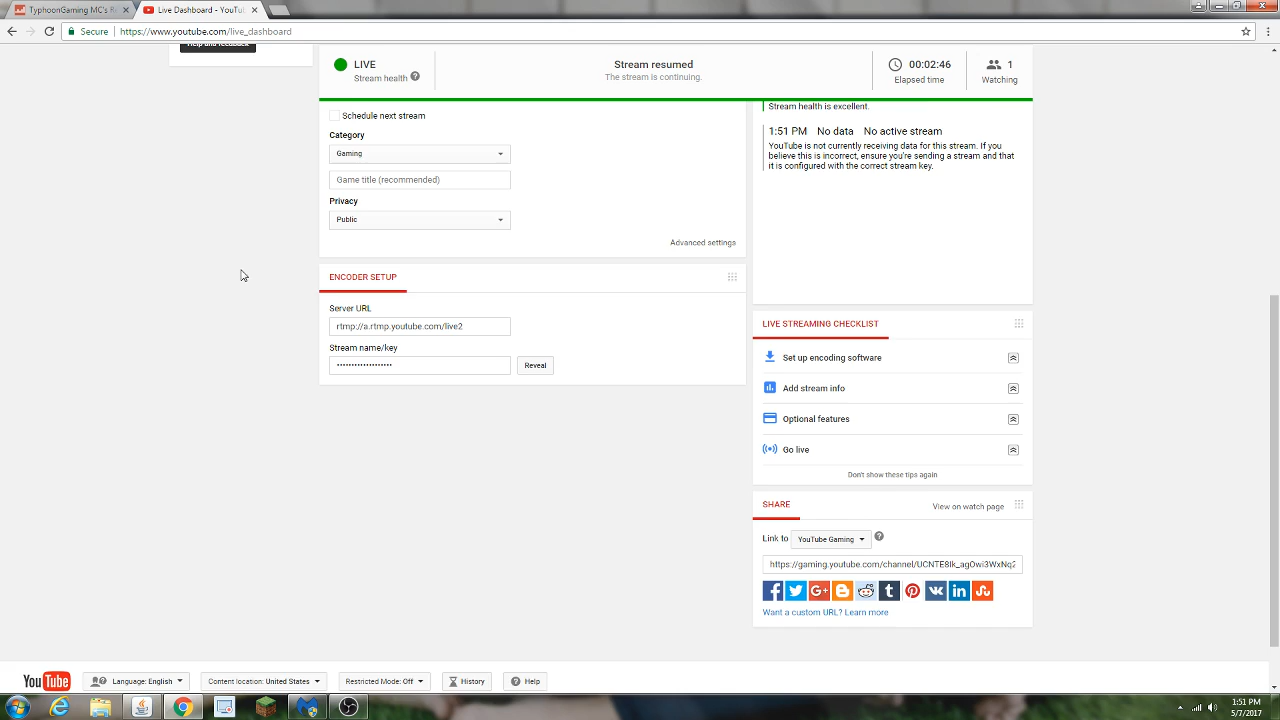 TyphoonGaming MC's R
Live Dashboard - YouTu
Secure
https://www.youtube.com/live_dashboard
Help and feedback
LIVE
Stream health
Stream resumed
The stream is continuing.
00:02:46
Elapsed time
1
Watching
Schedule next stream
Category
Gaming
Game title (recommended)
Privacy
Public
Advanced settings
ENCODER SETUP
Server URL
rtmp://a.rtmp.youtube.com/live2
Stream name/key
•••••••••••••••••••
Reveal
Stream health is excellent.
1:51 PM No data No active stream
YouTube is not currently receiving data for this stream. If you
believe this is incorrect, ensure you're sending a stream and that
it is configured with the correct stream key.
LIVE STREAMING CHECKLIST
Set up encoding software
Add stream info
Optional features
Go live
Don't show these tips again
SHARE
View on watch page
Link to
YouTube Gaming
Want a custom URL? Learn more
YouTube
Language: English
Content location: United States
Restricted Mode: Off
History
Help
1:51 PM
5/7/2017